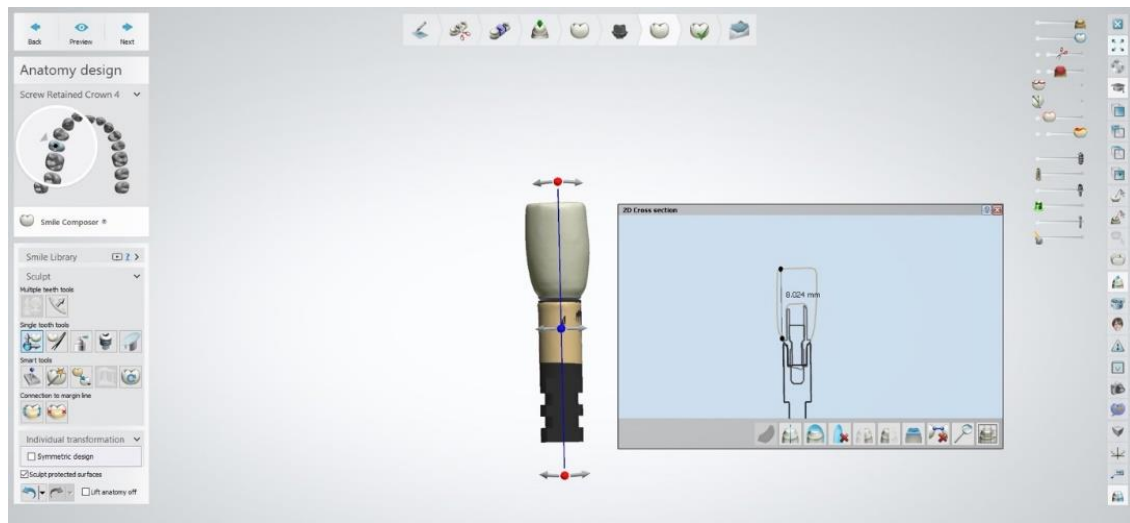 Back Preview Next
Anatomy design
Screw Retained Crown 4
Smile Composer ®
Smile Library 2
Sculpt
Multiple teeth tools
Single tooth tools
Smart tools
Connection to margin line
Individual transformation
Symmetric design
Sculpt protected surfaces
Lift anatomy off
2D Cross section
8.024 mm